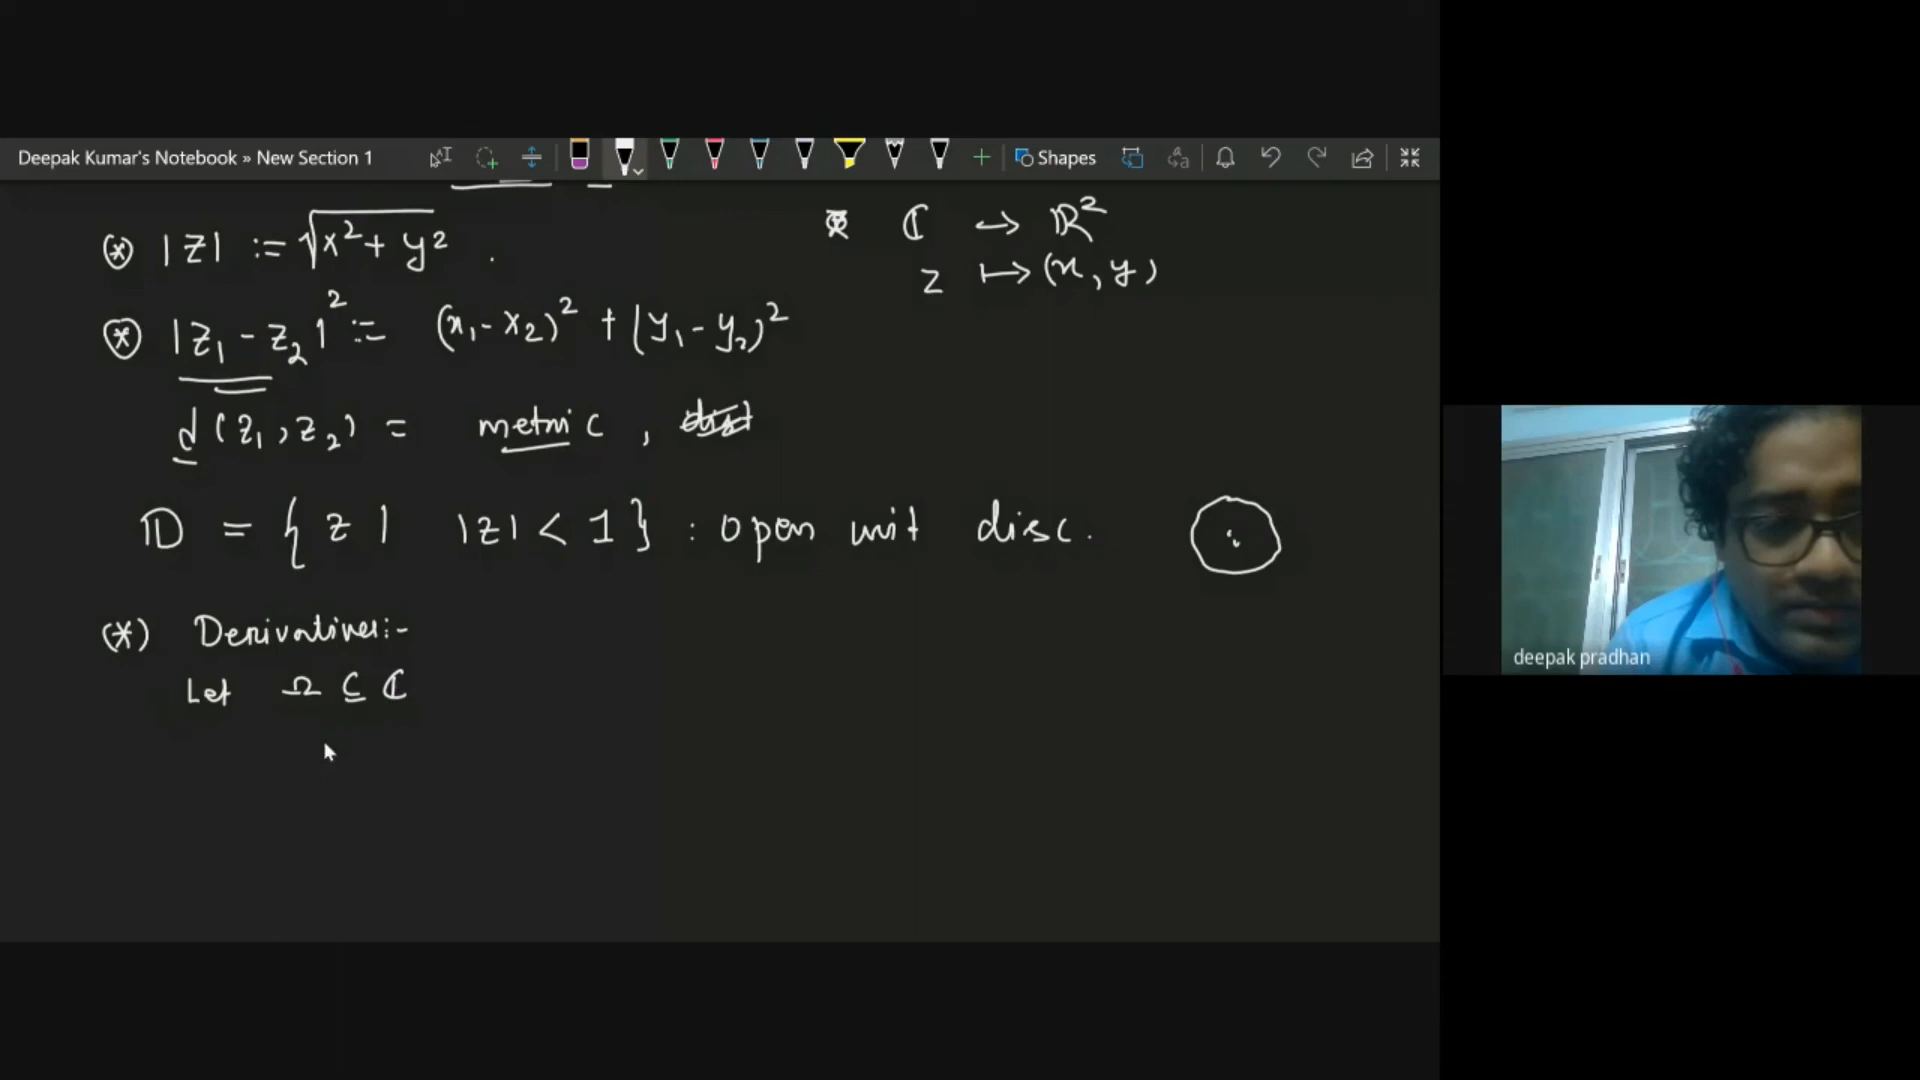 Deepak Kumar's Notebook » New Section 1
Shapes
(*) |z| := √x² + y² .
* ℂ ↔ ℝ²
z ↦ (x, y)
(*) |z₁ - z₂|² := (x₁ - x₂)² + (y₁ - y₂)²
d(z₁, z₂) = metric ,
𝔻 = { z | |z| < 1 } : open unit disc.
(*) Derivatives:-
Let Ω ⊆ ℂ
deepak pradhan